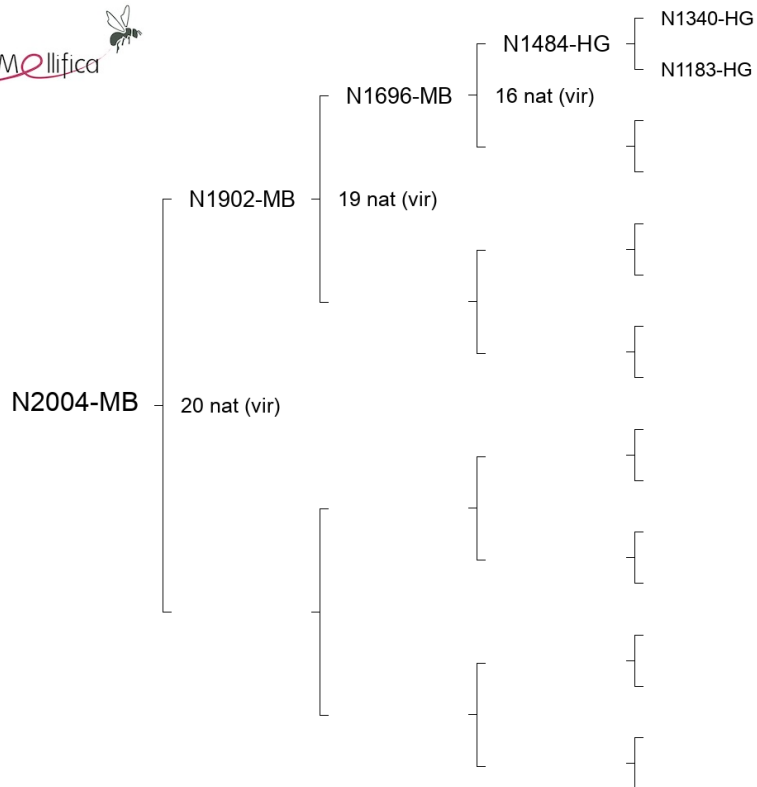 Mellifica
N1340-HG
N1484-HG
N1183-HG
N1696-MB
16 nat (vir)
N1902-MB
19 nat (vir)
N2004-MB
20 nat (vir)